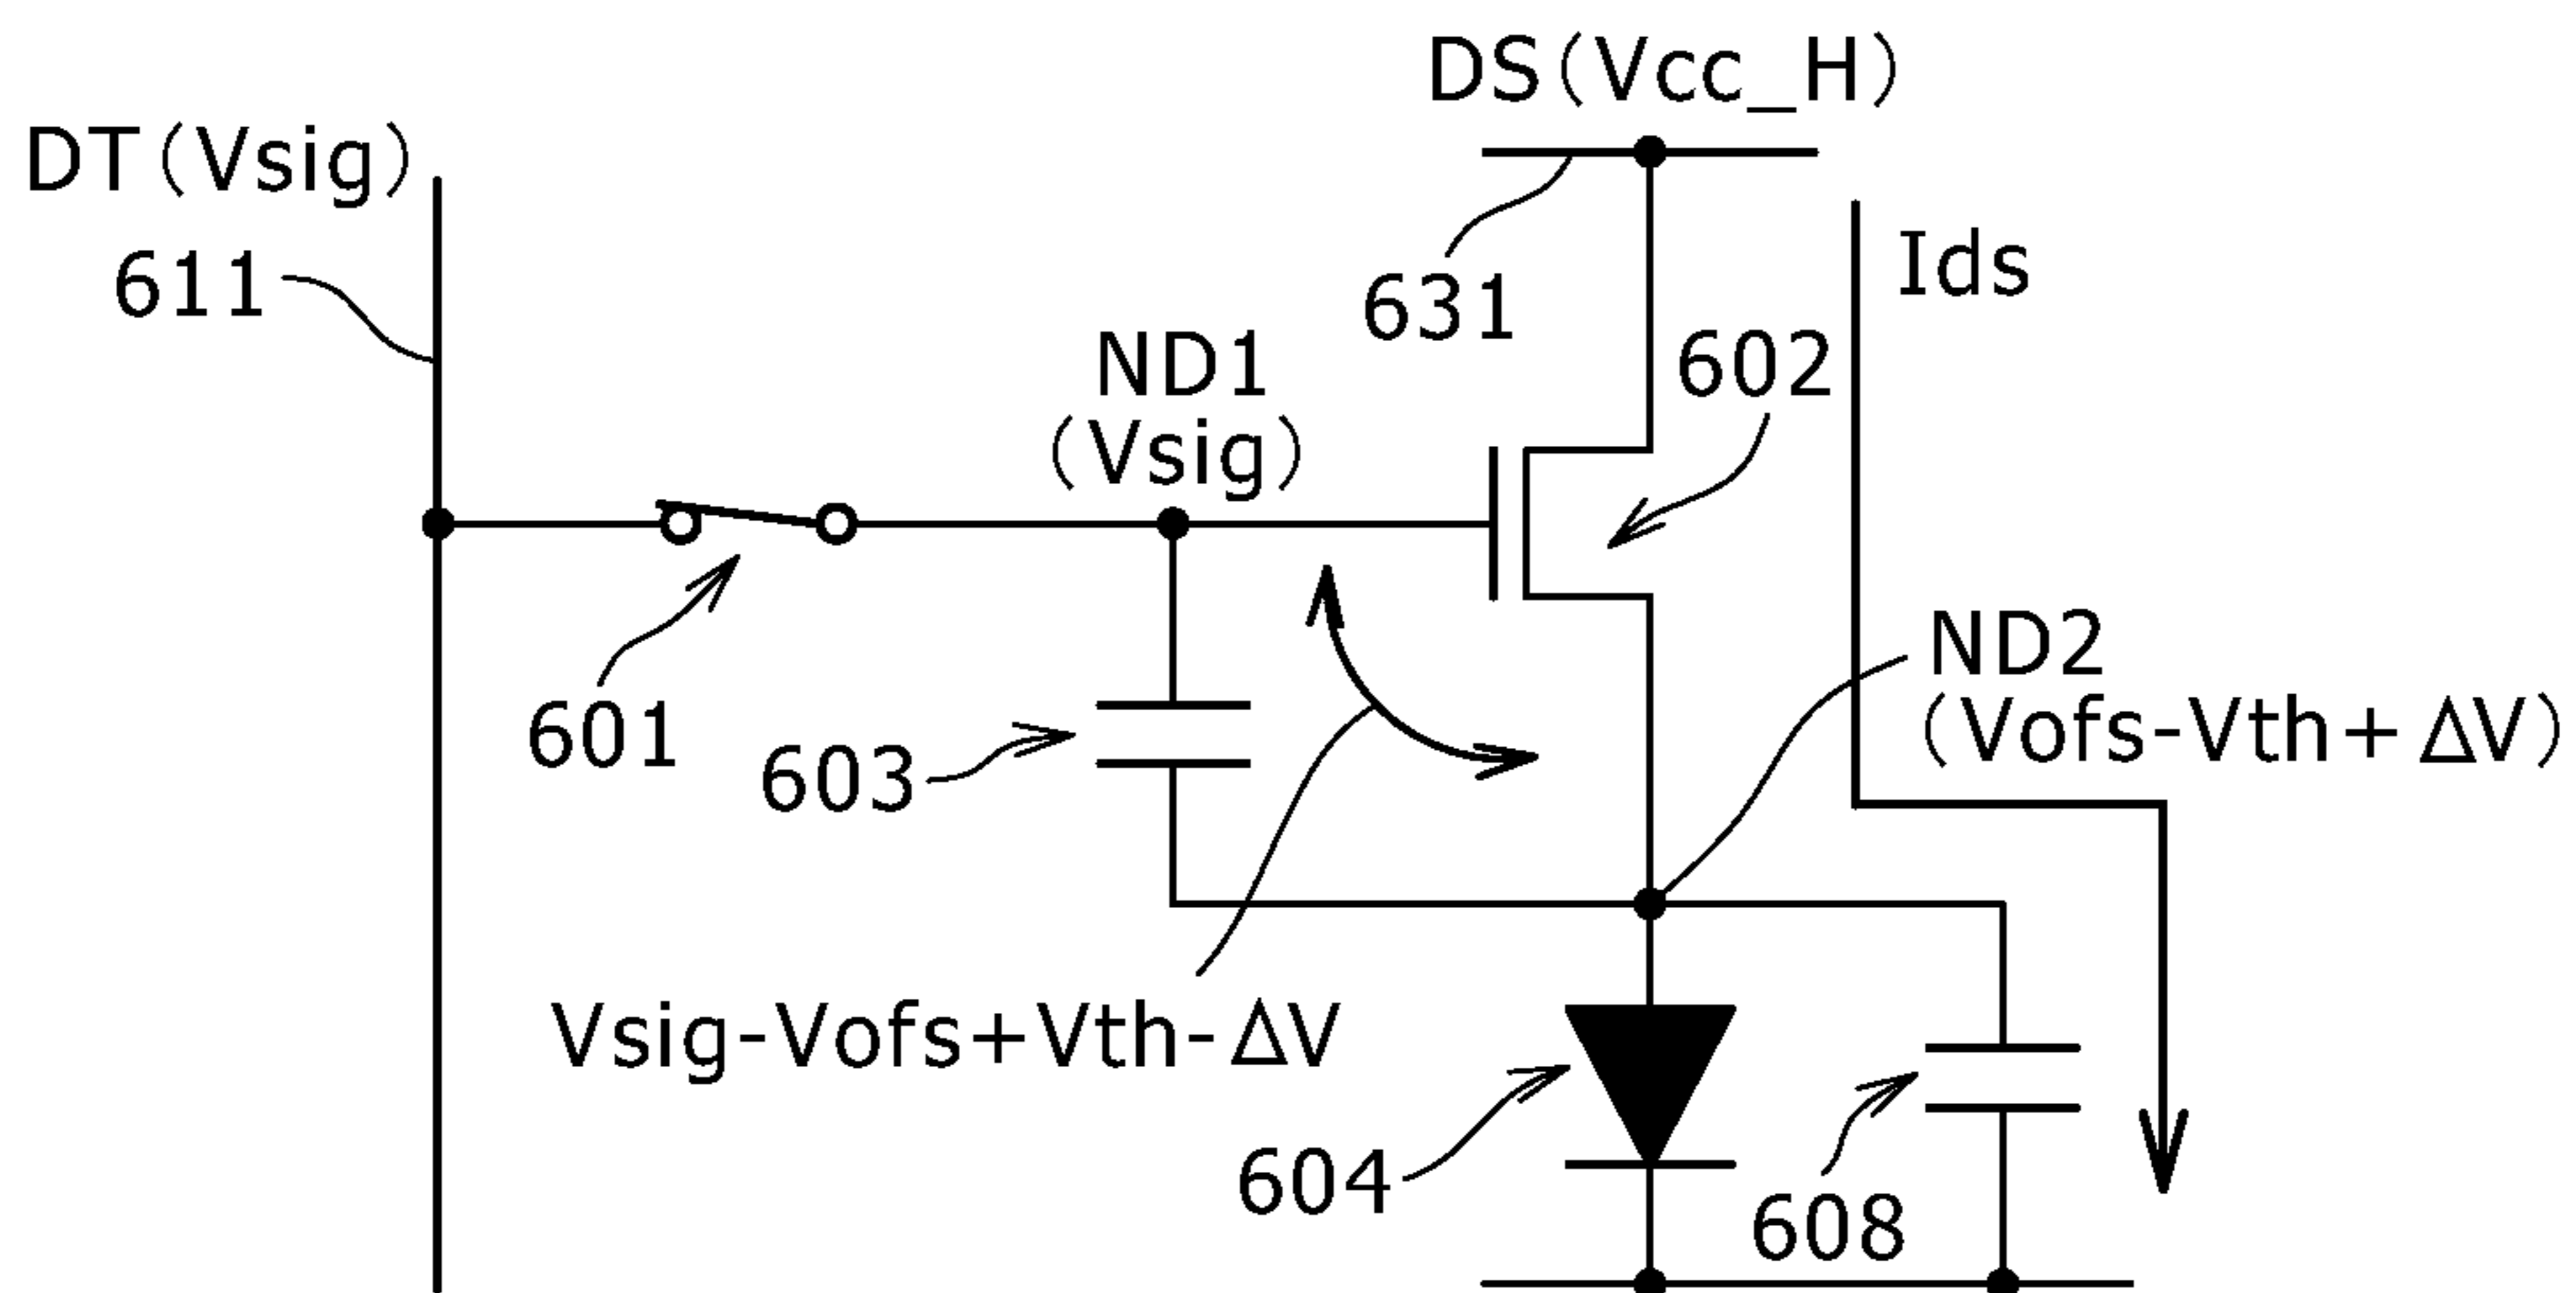 DS(Vcc_H)
DT(Vsig)
611
Ids
631
ND1
(Vsig)
602
ND2
(Vofs-Vth+ΔV)
601
603
Vsig-Vofs+Vth-ΔV
604
608